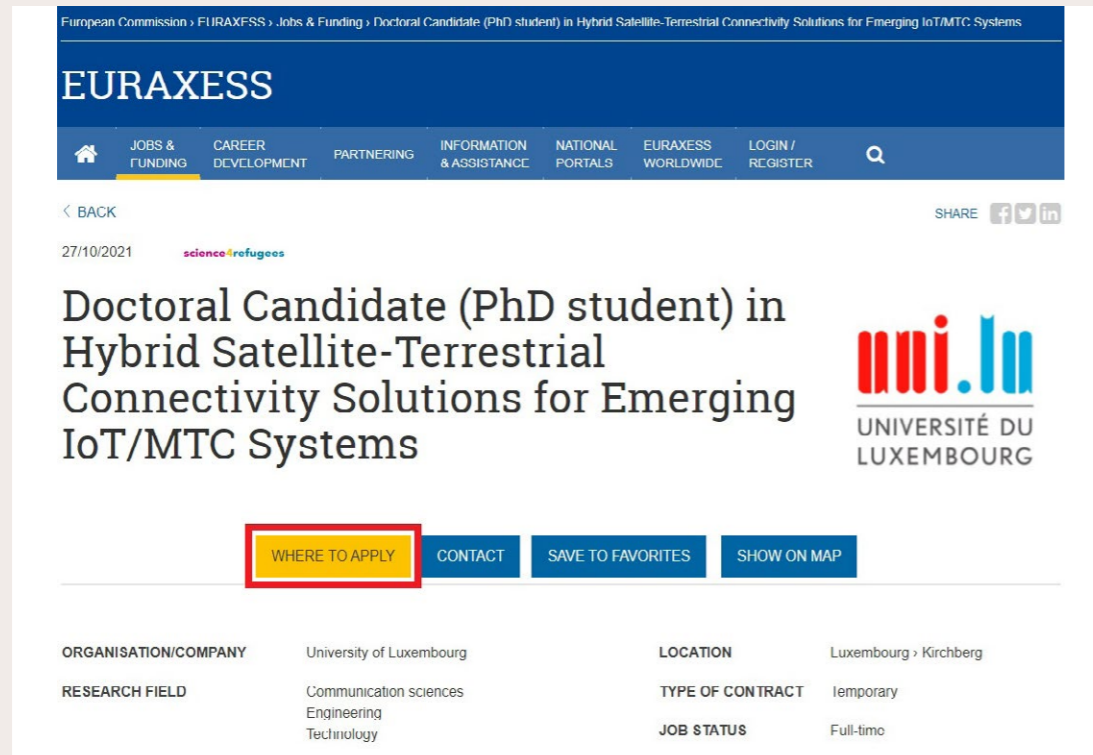 European Commission › EURAXESS › Jobs & Funding › Doctoral Candidate (PhD student) in Hybrid Satellite-Terrestrial Connectivity Solutions for Emerging IoT/MTC Systems
EURAXESS
JOBS & FUNDING
CAREER DEVELOPMENT
PARTNERING
INFORMATION & ASSISTANCE
NATIONAL PORTALS
EURAXESS WORLDWIDE
LOGIN / REGISTER
< BACK
SHARE f in
27/10/2021 science4refugees
Doctoral Candidate (PhD student) in
Hybrid Satellite-Terrestrial
Connectivity Solutions for Emerging
IoT/MTC Systems
uni.lu
UNIVERSITÉ DU
LUXEMBOURG
WHERE TO APPLY CONTACT SAVE TO FAVORITES SHOW ON MAP
ORGANISATION/COMPANY University of Luxembourg
RESEARCH FIELD Communication sciences
Engineering
Technology
LOCATION Luxembourg › Kirchberg
TYPE OF CONTRACT Temporary
JOB STATUS Full-time